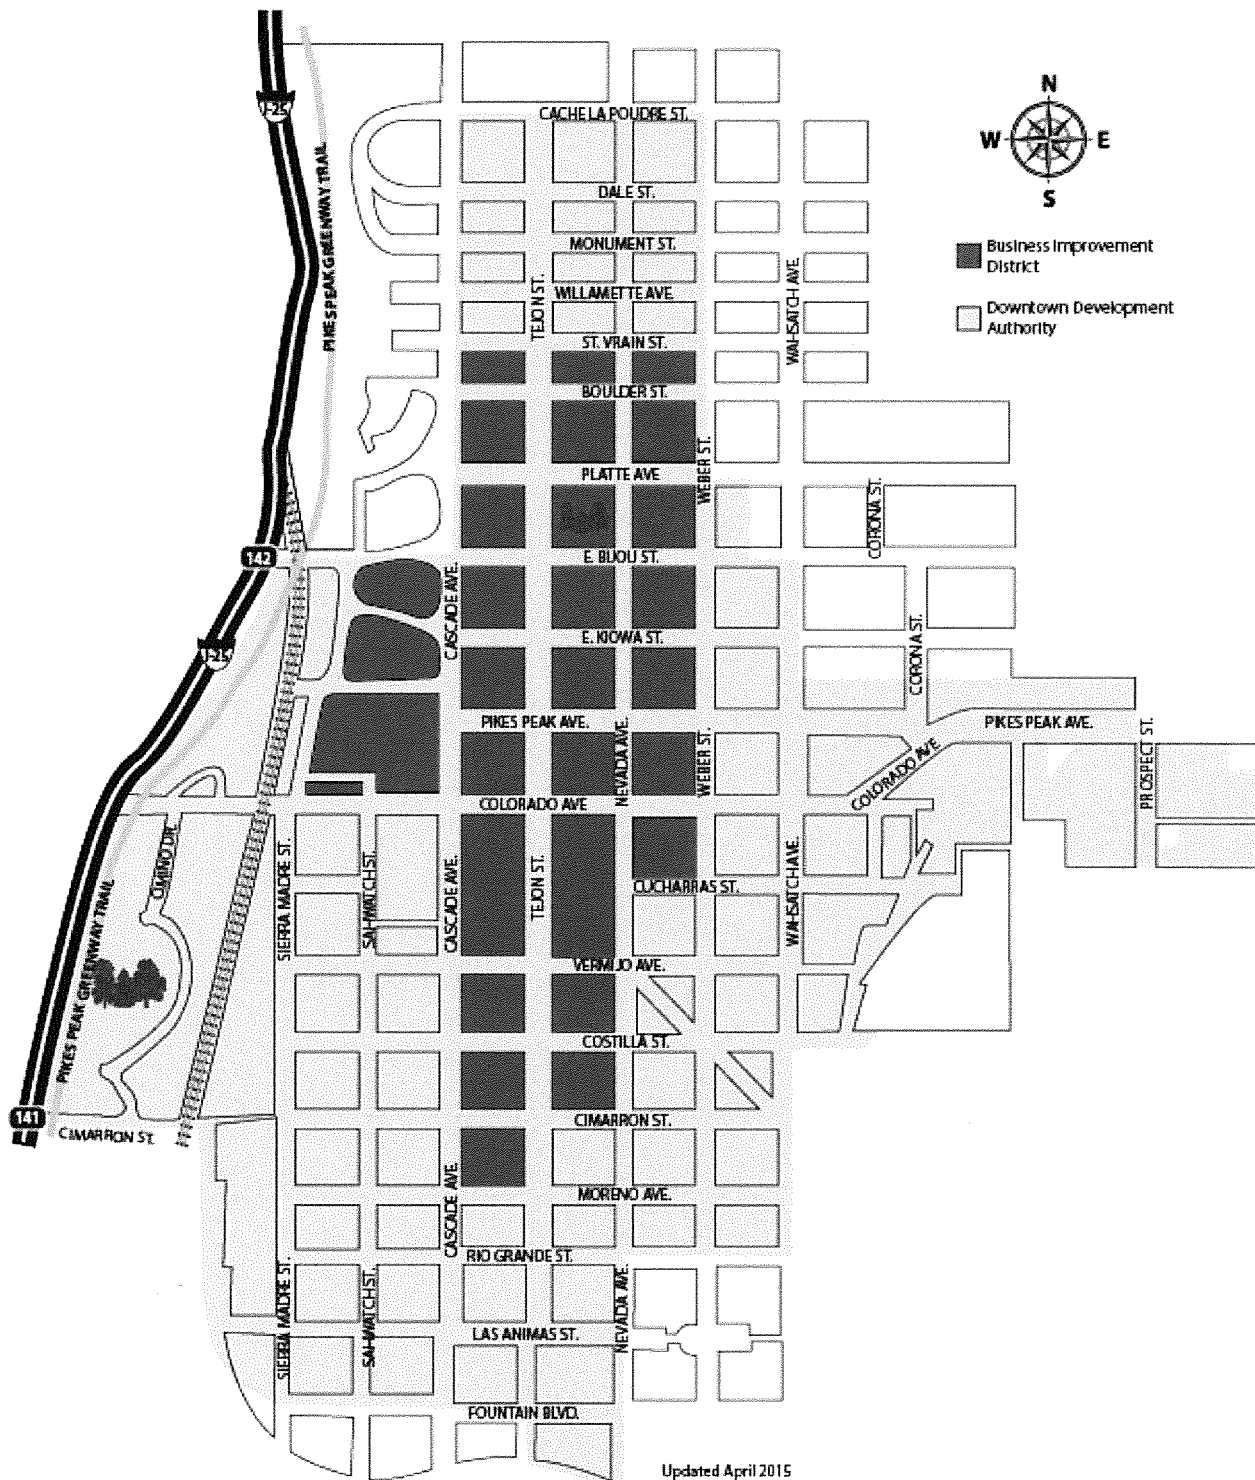 I-25
PIKES PEAK GREENWAY TRAIL
CACHE LA POUDRE ST.
N
W
E
S
DALE ST.
MONUMENT ST.
Business Improvement
District
WILLAMETTE AVE.
TEJON ST.
WAHSATCH AVE.
Downtown Development
Authority
ST. VRAIN ST.
BOULDER ST.
PLATTE AVE
WEBER ST.
CORONA ST.
142
E. BIJOU ST.
CASCADE AVE.
I-25
E. KIOWA ST.
CORONA ST.
PIKES PEAK AVE.
PIKES PEAK AVE.
NEVADA AVE.
WEBER ST.
COLORADO AVE
PROSPECT ST.
COLORADO AVE
CIMINO DR.
SIERRA MADRE ST.
SAHWATCH ST.
CASCADE AVE.
TEJON ST.
CUCHARRAS ST.
WAHSATCH AVE.
PIKES PEAK GREENWAY TRAIL
VERMIJO AVE.
COSTILLA ST.
141
CIMARRON ST.
CIMARRON ST.
CASCADE AVE.
MORENO AVE.
RIO GRANDE ST.
SIERRA MADRE ST.
SAHWATCH ST.
NEVADA AVE.
LAS ANIMAS ST.
FOUNTAIN BLVD.
Updated April 2015